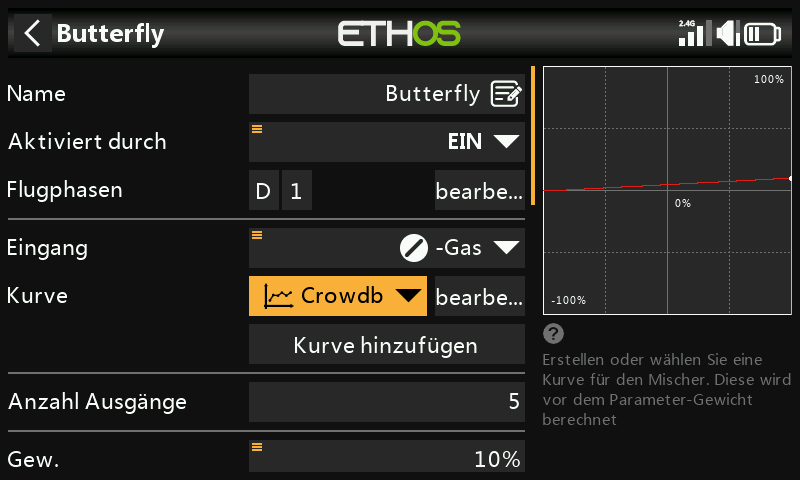 Butterfly
ETHOS
2.4G
Name
Butterfly
Aktiviert durch
EIN
Flugphasen
D 1
bearbe...
Eingang
-Gas
Kurve
Crowdb
bearbe...
Kurve hinzufügen
Anzahl Ausgänge
5
Gew.
10%
100%
0%
-100%
?
Erstellen oder wählen Sie eine
Kurve für den Mischer. Diese wird
vor dem Parameter-Gewicht
berechnet